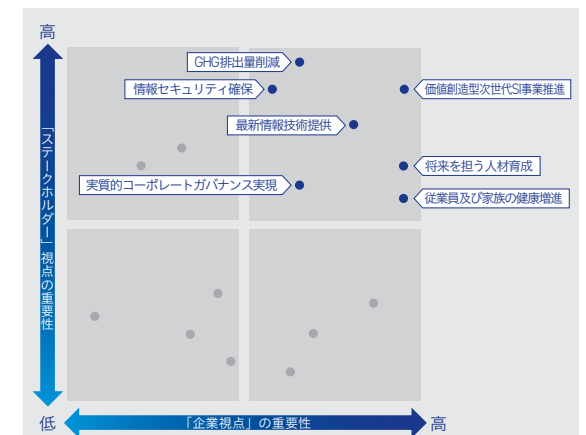 高
GHG排出量削減
情報セキュリティ確保
価値創造型次世代SI事業推進
最新情報技術提供
将来を担う人材育成
実質的コーポレートガバナンス実現
従業員及び家族の健康増進
「ステークホルダー」視点の重要性
低
「企業視点」の重要性
高